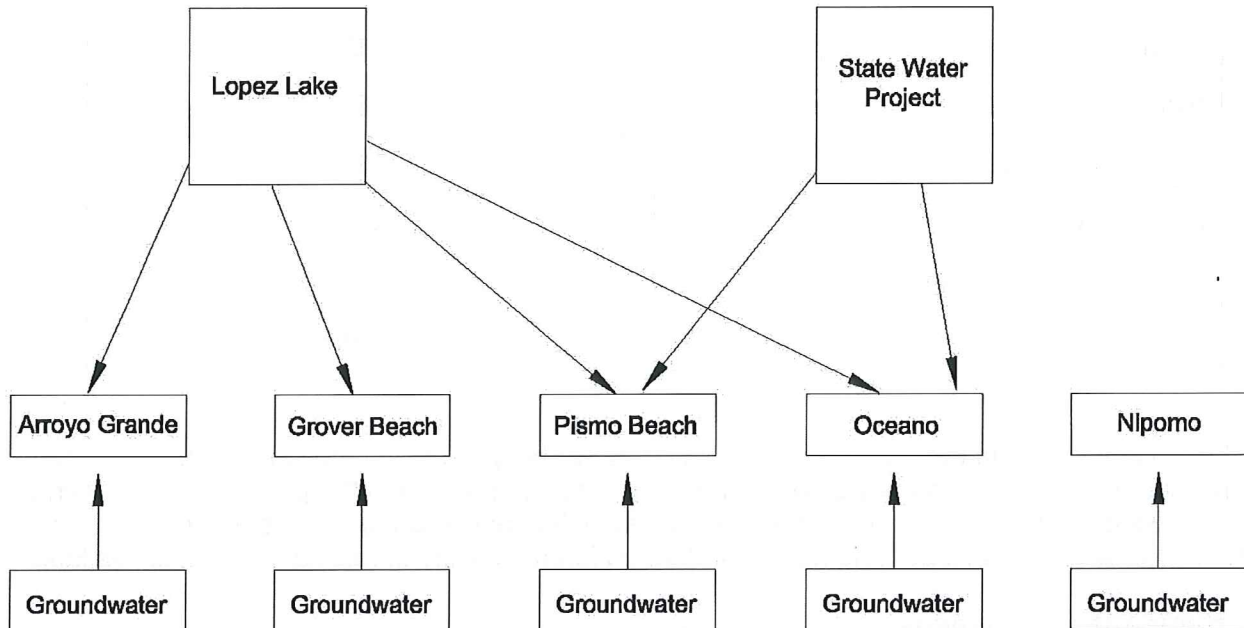 Lopez Lake
State Water
Project
Arroyo Grande
Grover Beach
Pismo Beach
Oceano
Nipomo
Groundwater
Groundwater
Groundwater
Groundwater
Groundwater